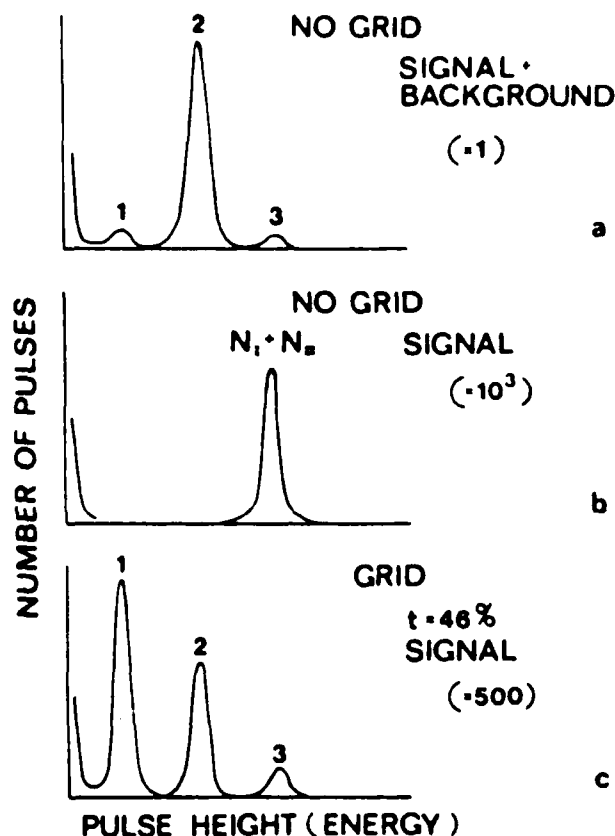 NO GRID
SIGNAL +
BACKGROUND
(×1)
1
2
3
a
NO GRID
N₁ + N₁₁₁
SIGNAL
(×10³)
b
GRID
t = 46%
SIGNAL
(×500)
1
2
3
c
NUMBER OF PULSES
PULSE HEIGHT (ENERGY)